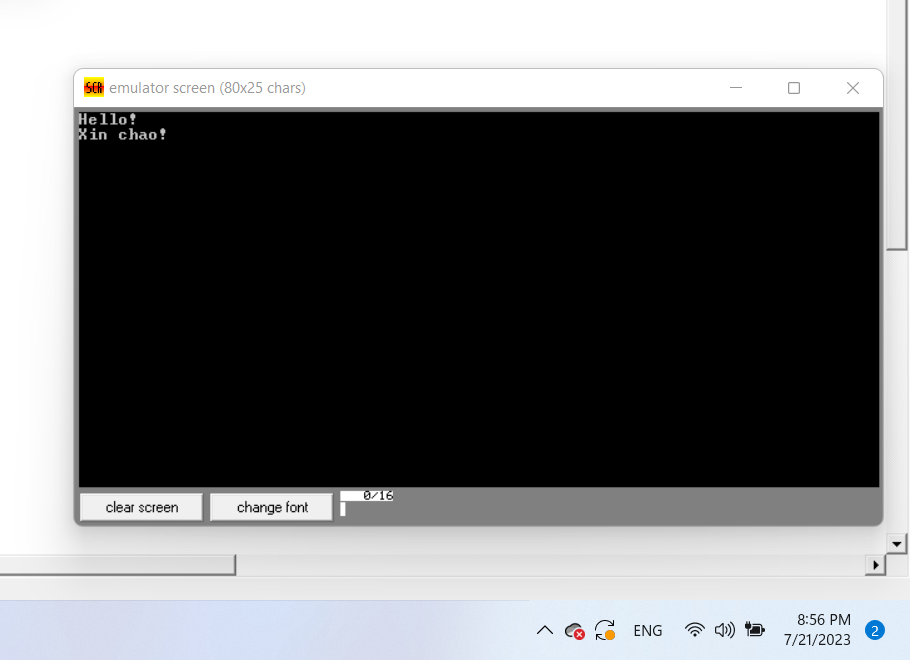 SCR emulator screen (80x25 chars)
Hello!
Xin chao!
clear screen
change font
0/16
ENG
8:56 PM
7/21/2023
2